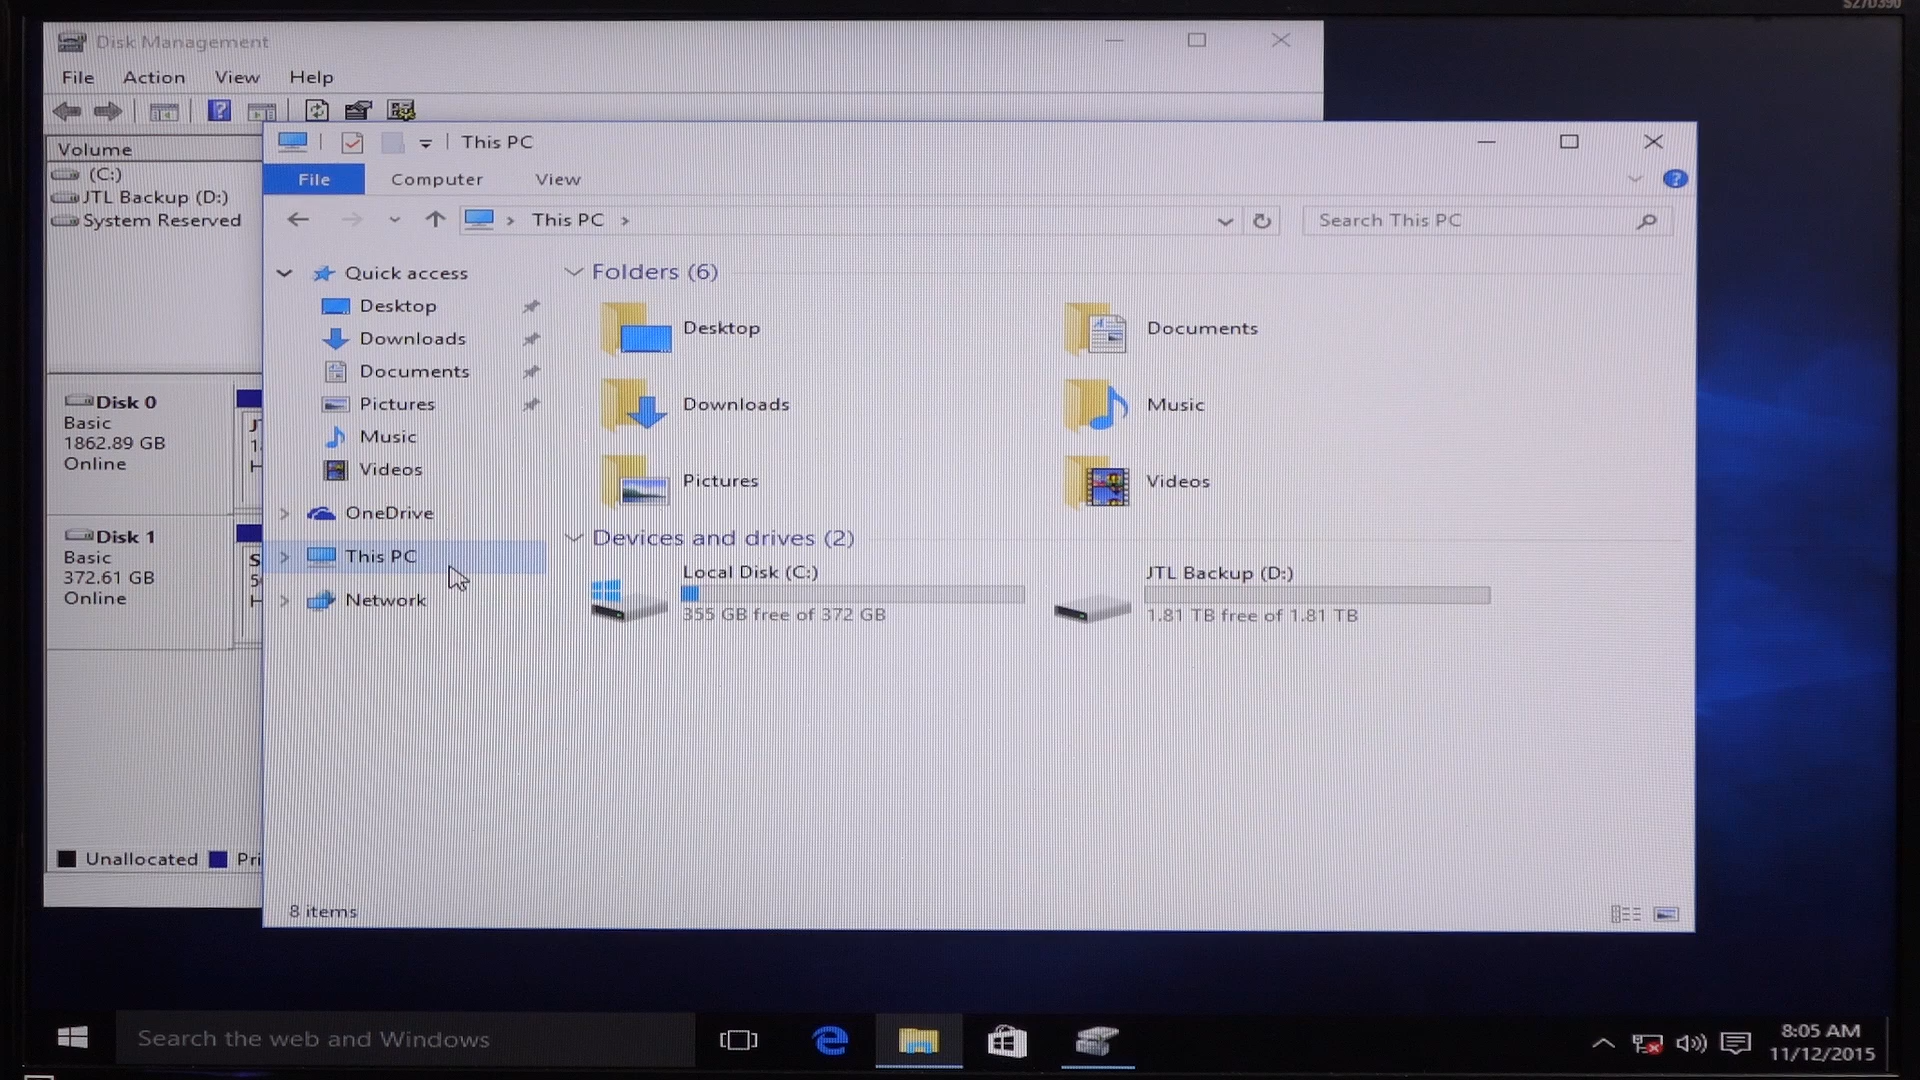 S27D390
Disk Management
File Action View Help
Volume
(C:)
JTL Backup (D:)
System Reserved
Disk 0
Basic
1862.89 GB
Online
Disk 1
Basic
372.61 GB
Online
Unallocated Pri
This PC
File Computer View
This PC
Search This PC
Quick access
Desktop
Downloads
Documents
Pictures
Music
Videos
OneDrive
This PC
Network
Folders (6)
Desktop
Documents
Downloads
Music
Pictures
Videos
Devices and drives (2)
Local Disk (C:)
355 GB free of 372 GB
JTL Backup (D:)
1.81 TB free of 1.81 TB
8 items
Search the web and Windows
8:05 AM
11/12/2015